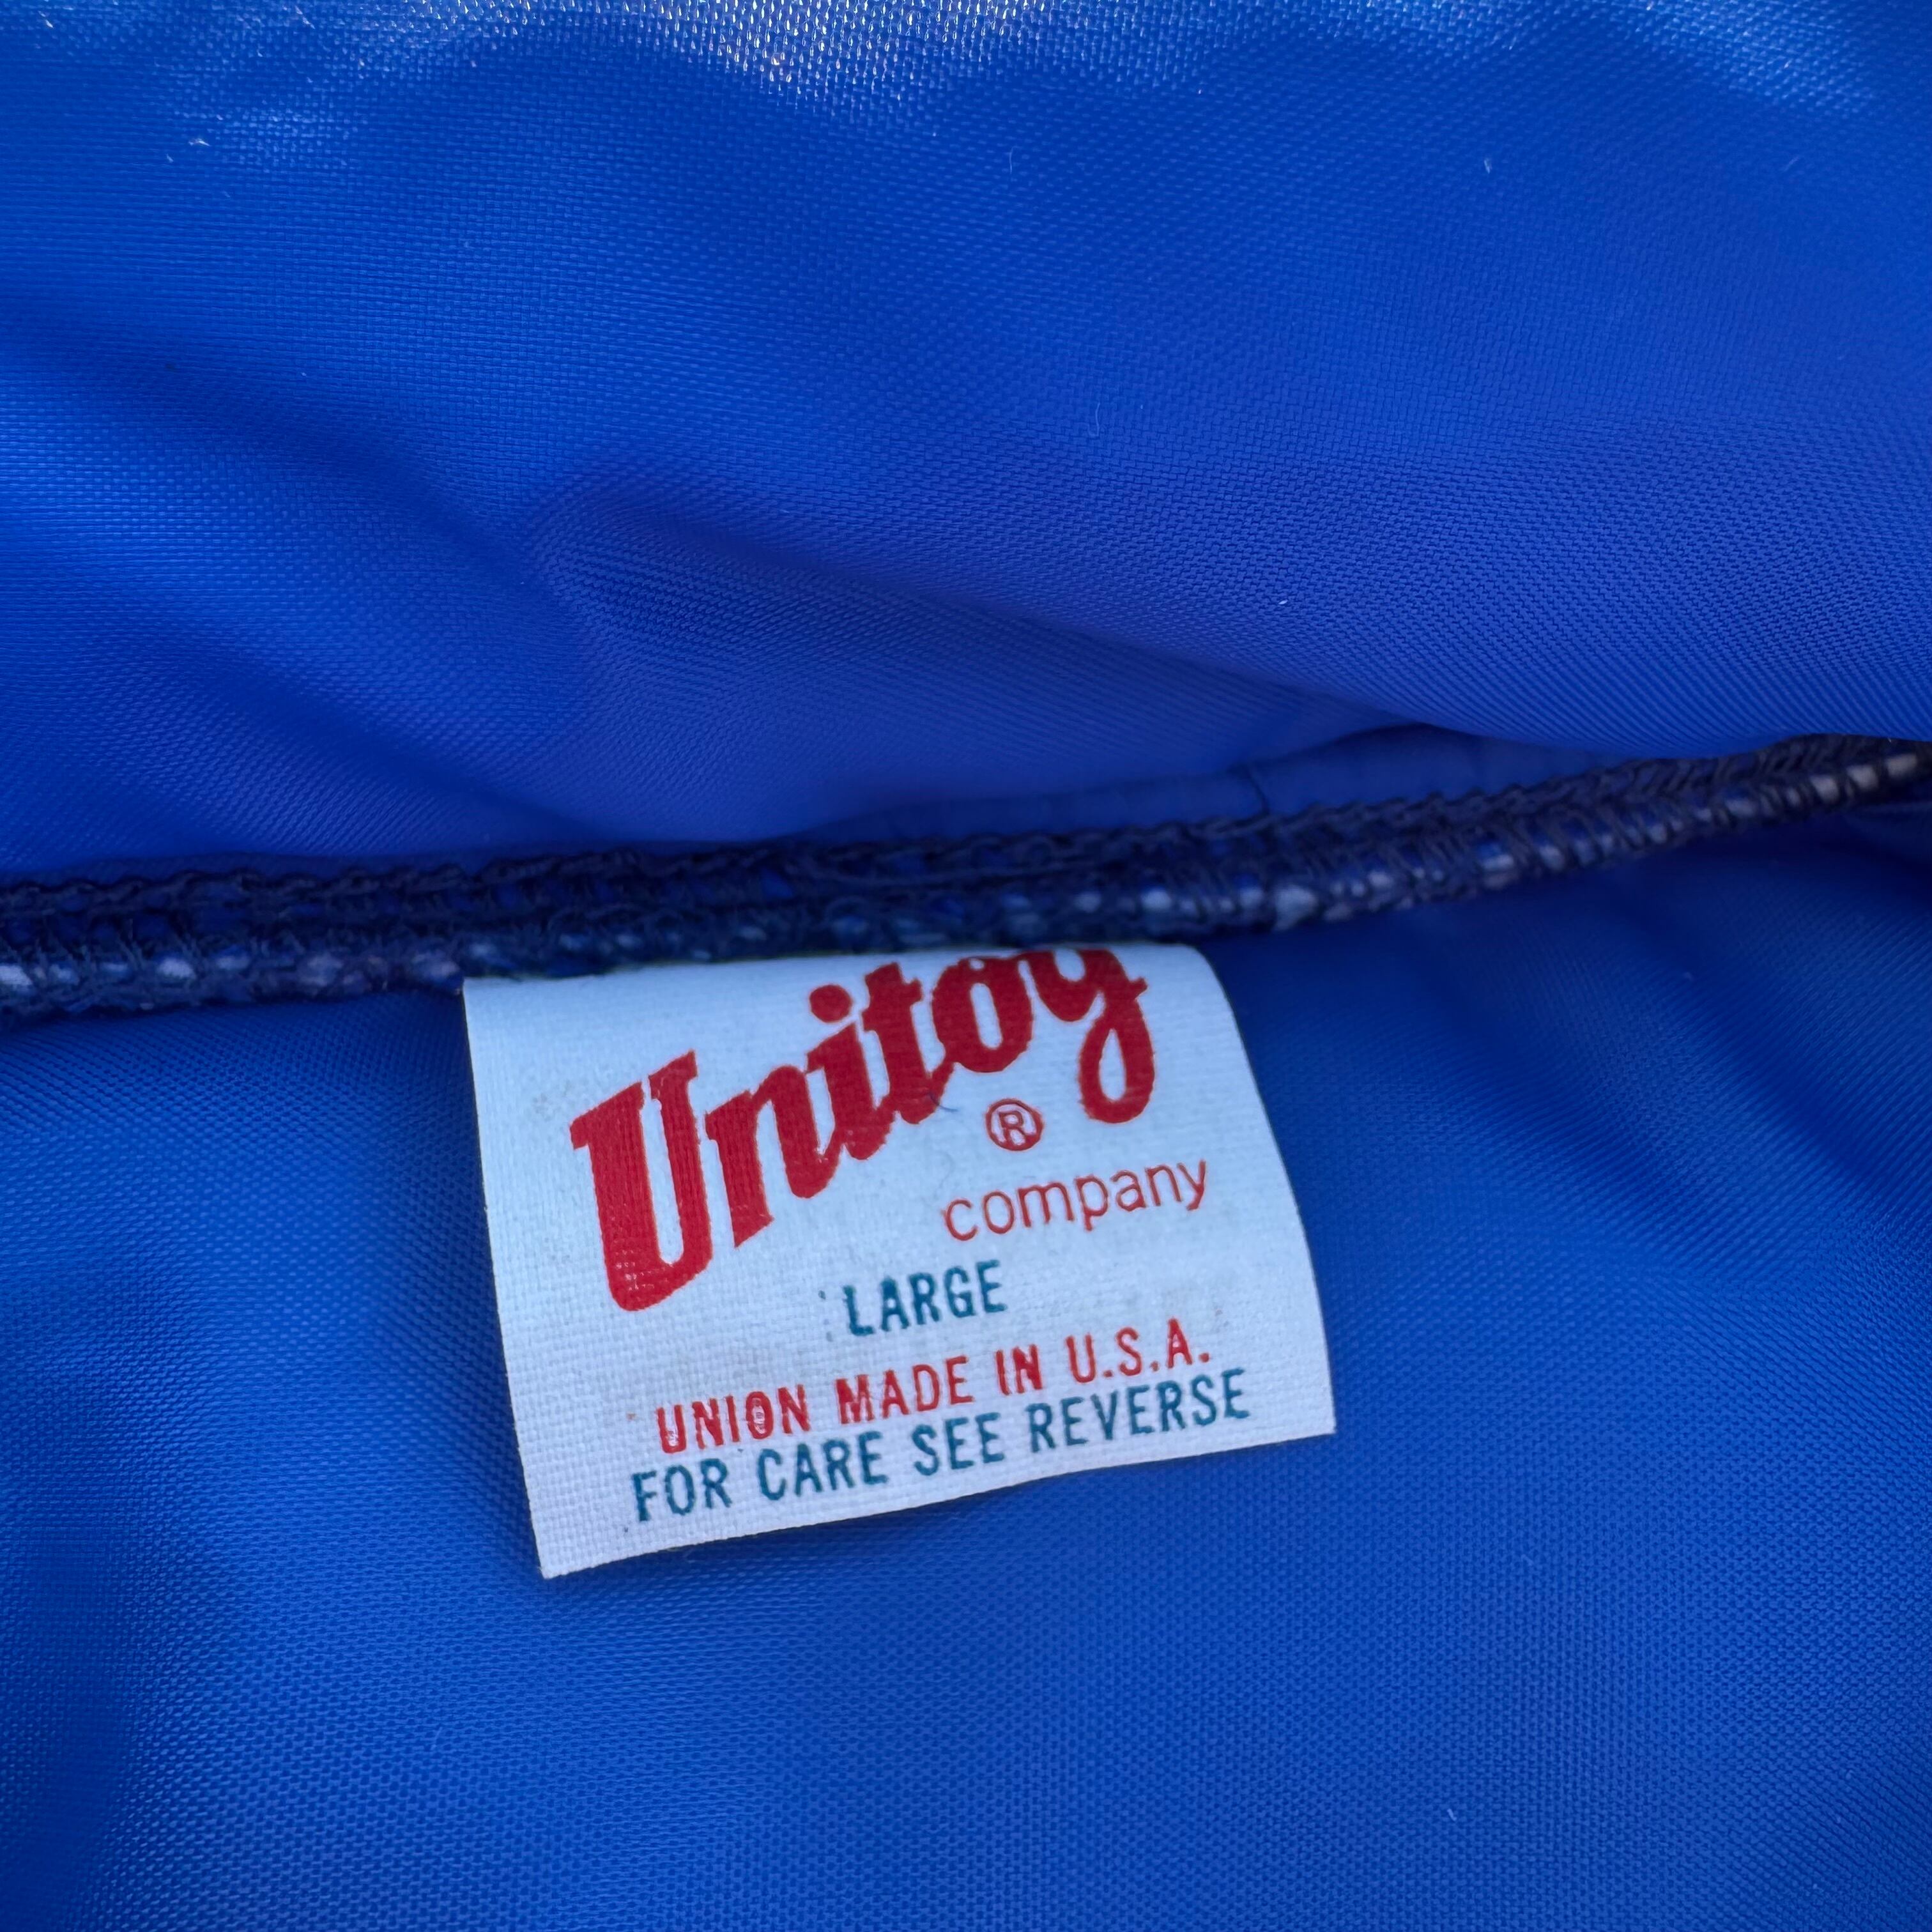 Unitog
®
company
LARGE
UNION MADE IN U.S.A.
FOR CARE SEE REVERSE